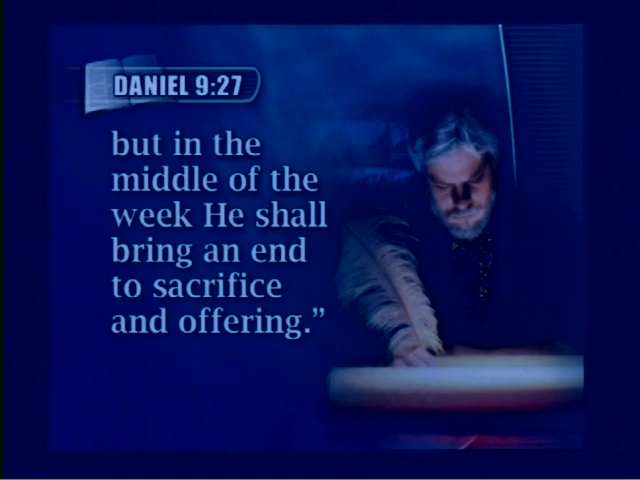 DANIEL 9:27
but in the
middle of the
week He shall
bring an end
to sacrifice
and offering.”